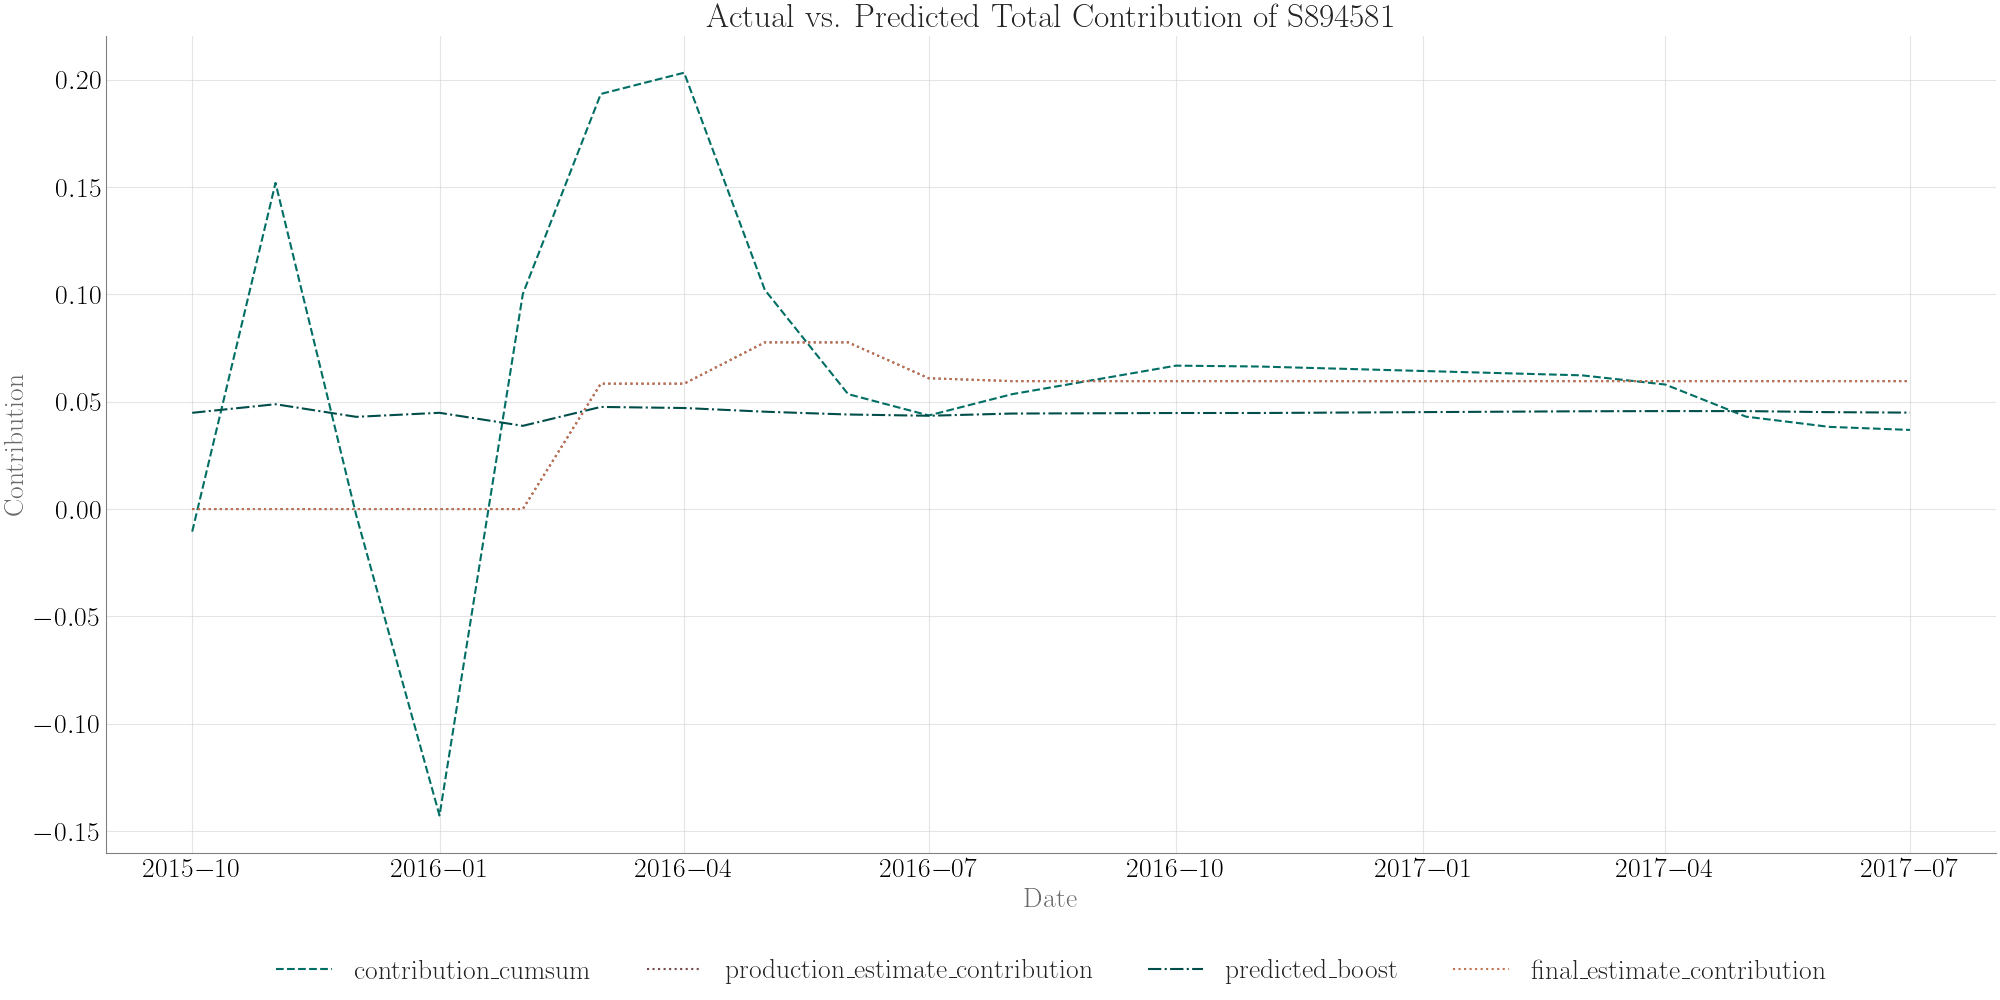 Actual vs. Predicted Total Contribution of S894581
Contribution
0.20
0.15
0.10
0.05
0.00
−0.05
−0.10
−0.15
2015−10 2016−01 2016−04 2016−07 2016−10 2017−01 2017−04 2017−07
Date
contribution_cumsum production_estimate_contribution predicted_boost final_estimate_contribution